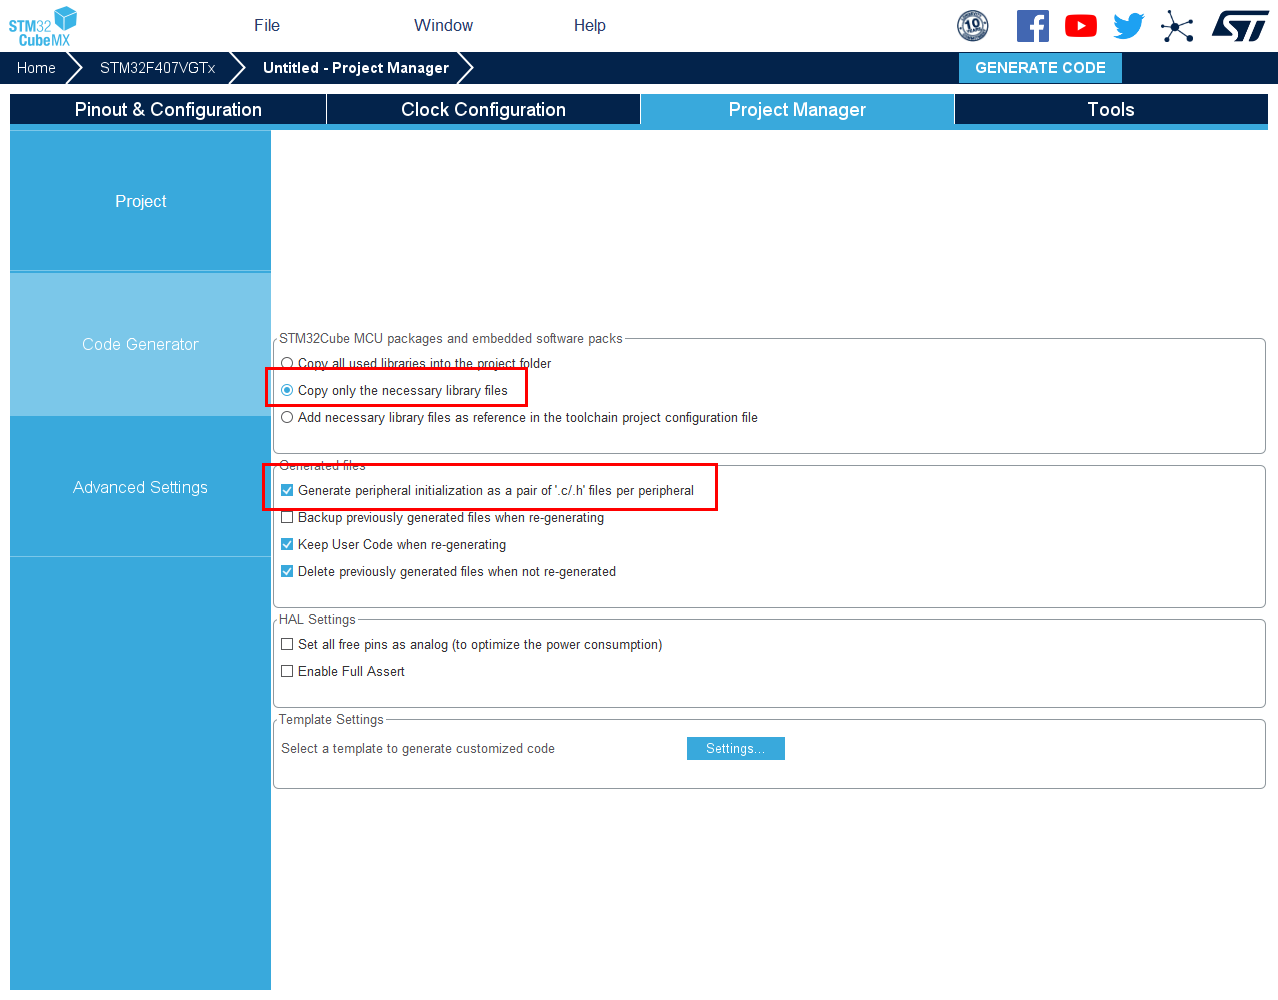 STM32
CubeMX
File
Window
Help
10
YEARS
Home
STM32F407VGTx
Untitled - Project Manager
GENERATE CODE
Pinout & Configuration
Clock Configuration
Project Manager
Tools
Project
Code Generator
Advanced Settings
STM32Cube MCU packages and embedded software packs
Copy all used libraries into the project folder
Copy only the necessary library files
Add necessary library files as reference in the toolchain project configuration file
Generated files
Generate peripheral initialization as a pair of '.c/.h' files per peripheral
Backup previously generated files when re-generating
Keep User Code when re-generating
Delete previously generated files when not re-generated
HAL Settings
Set all free pins as analog (to optimize the power consumption)
Enable Full Assert
Template Settings
Select a template to generate customized code
Settings...